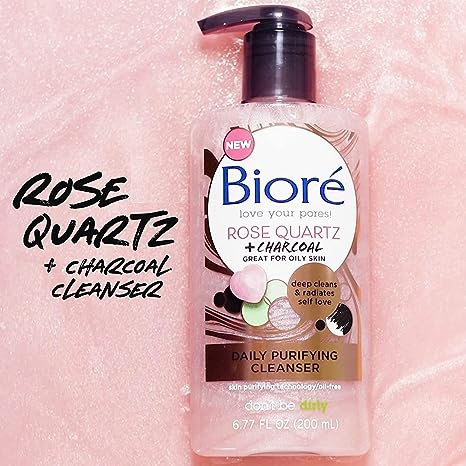 ROSE
QUARTZ
+ CHARCOAL
CLEANSER
NEW
Bioré
love your pores!
ROSE QUARTZ
+ CHARCOAL
GREAT FOR OILY SKIN
deep cleans
& radiates
self love
DAILY PURIFYING
CLEANSER
skin purifying technology/oil-free
don't be dirty
6.77 FL OZ (200 mL)